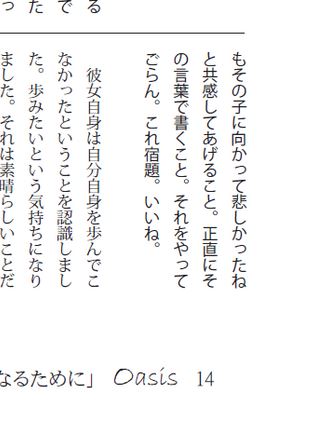 る
で
た
っ
もその子に向かって悲しかったね
と共感してあげること。正直にそ
の言葉で書くこと。それをやって
ごらん。これ宿題。いいね。
彼女自身は自分自身を歩んでこ
なかったということを認識しまし
た。歩みたいという気持ちになり
ました。それは素晴らしいことだ
なるために」 Oasis 14